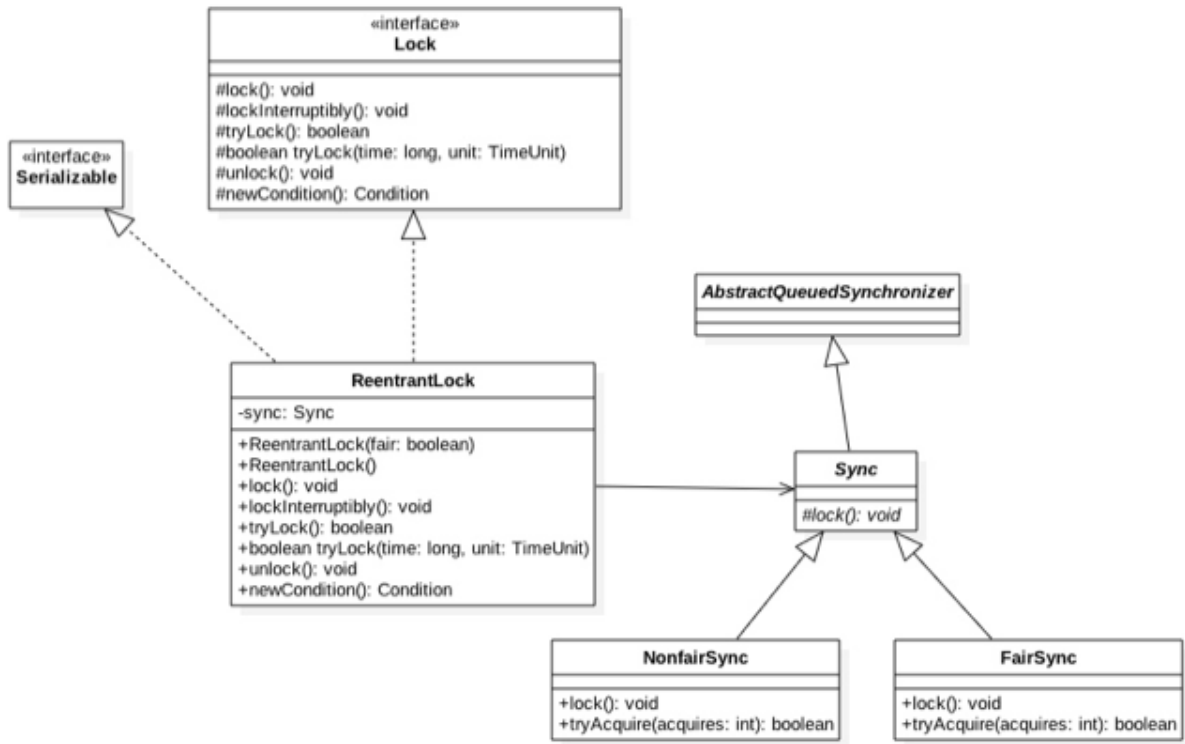 «interface»
Lock
#lock(): void
#lockInterruptibly(): void
#tryLock(): boolean
#boolean tryLock(time: long, unit: TimeUnit)
#unlock(): void
#newCondition(): Condition
«interface»
Serializable
AbstractQueuedSynchronizer
ReentrantLock
-sync: Sync
+ReentrantLock(fair: boolean)
+ReentrantLock()
+lock(): void
+lockInterruptibly(): void
+tryLock(): boolean
+boolean tryLock(time: long, unit: TimeUnit)
+unlock(): void
+newCondition(): Condition
Sync
#lock(): void
NonfairSync
+lock(): void
+tryAcquire(acquires: int): boolean
FairSync
+lock(): void
+tryAcquire(acquires: int): boolean